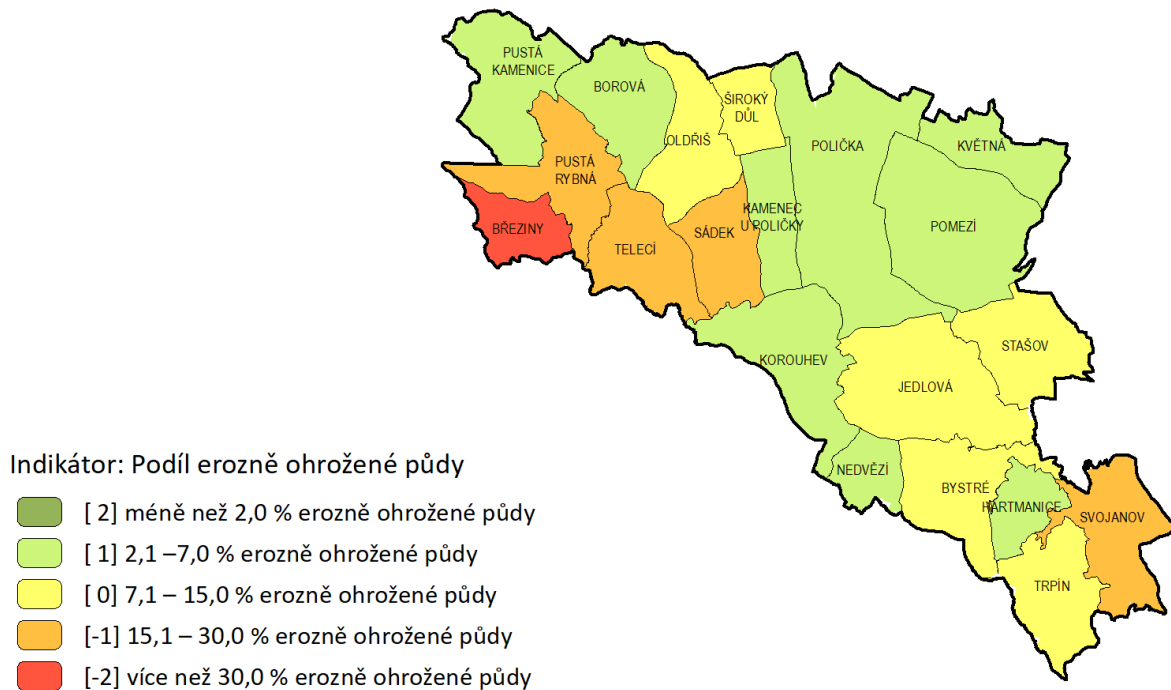 PUSTÁ
KAMENICE
BOROVÁ
ŠIROKÝ
DŮL
OLDŘIŠ
POLIČKA
KVĚTNÁ
PUSTÁ
RYBNÁ
KAMENEC
U POLIČKY
BŘEZINY
TELECÍ
SÁDEK
POMEZÍ
STAŠOV
KOROUHEV
JEDLOVÁ
NEDVĚZÍ
BYSTRÉ
HARTMANICE
SVOJANOV
TRPÍN
Indikátor: Podíl erozně ohrožené půdy
[ 2] méně než 2,0 % erozně ohrožené půdy
[ 1] 2,1 –7,0 % erozně ohrožené půdy
[ 0] 7,1 – 15,0 % erozně ohrožené půdy
[-1] 15,1 – 30,0 % erozně ohrožené půdy
[-2] více než 30,0 % erozně ohrožené půdy